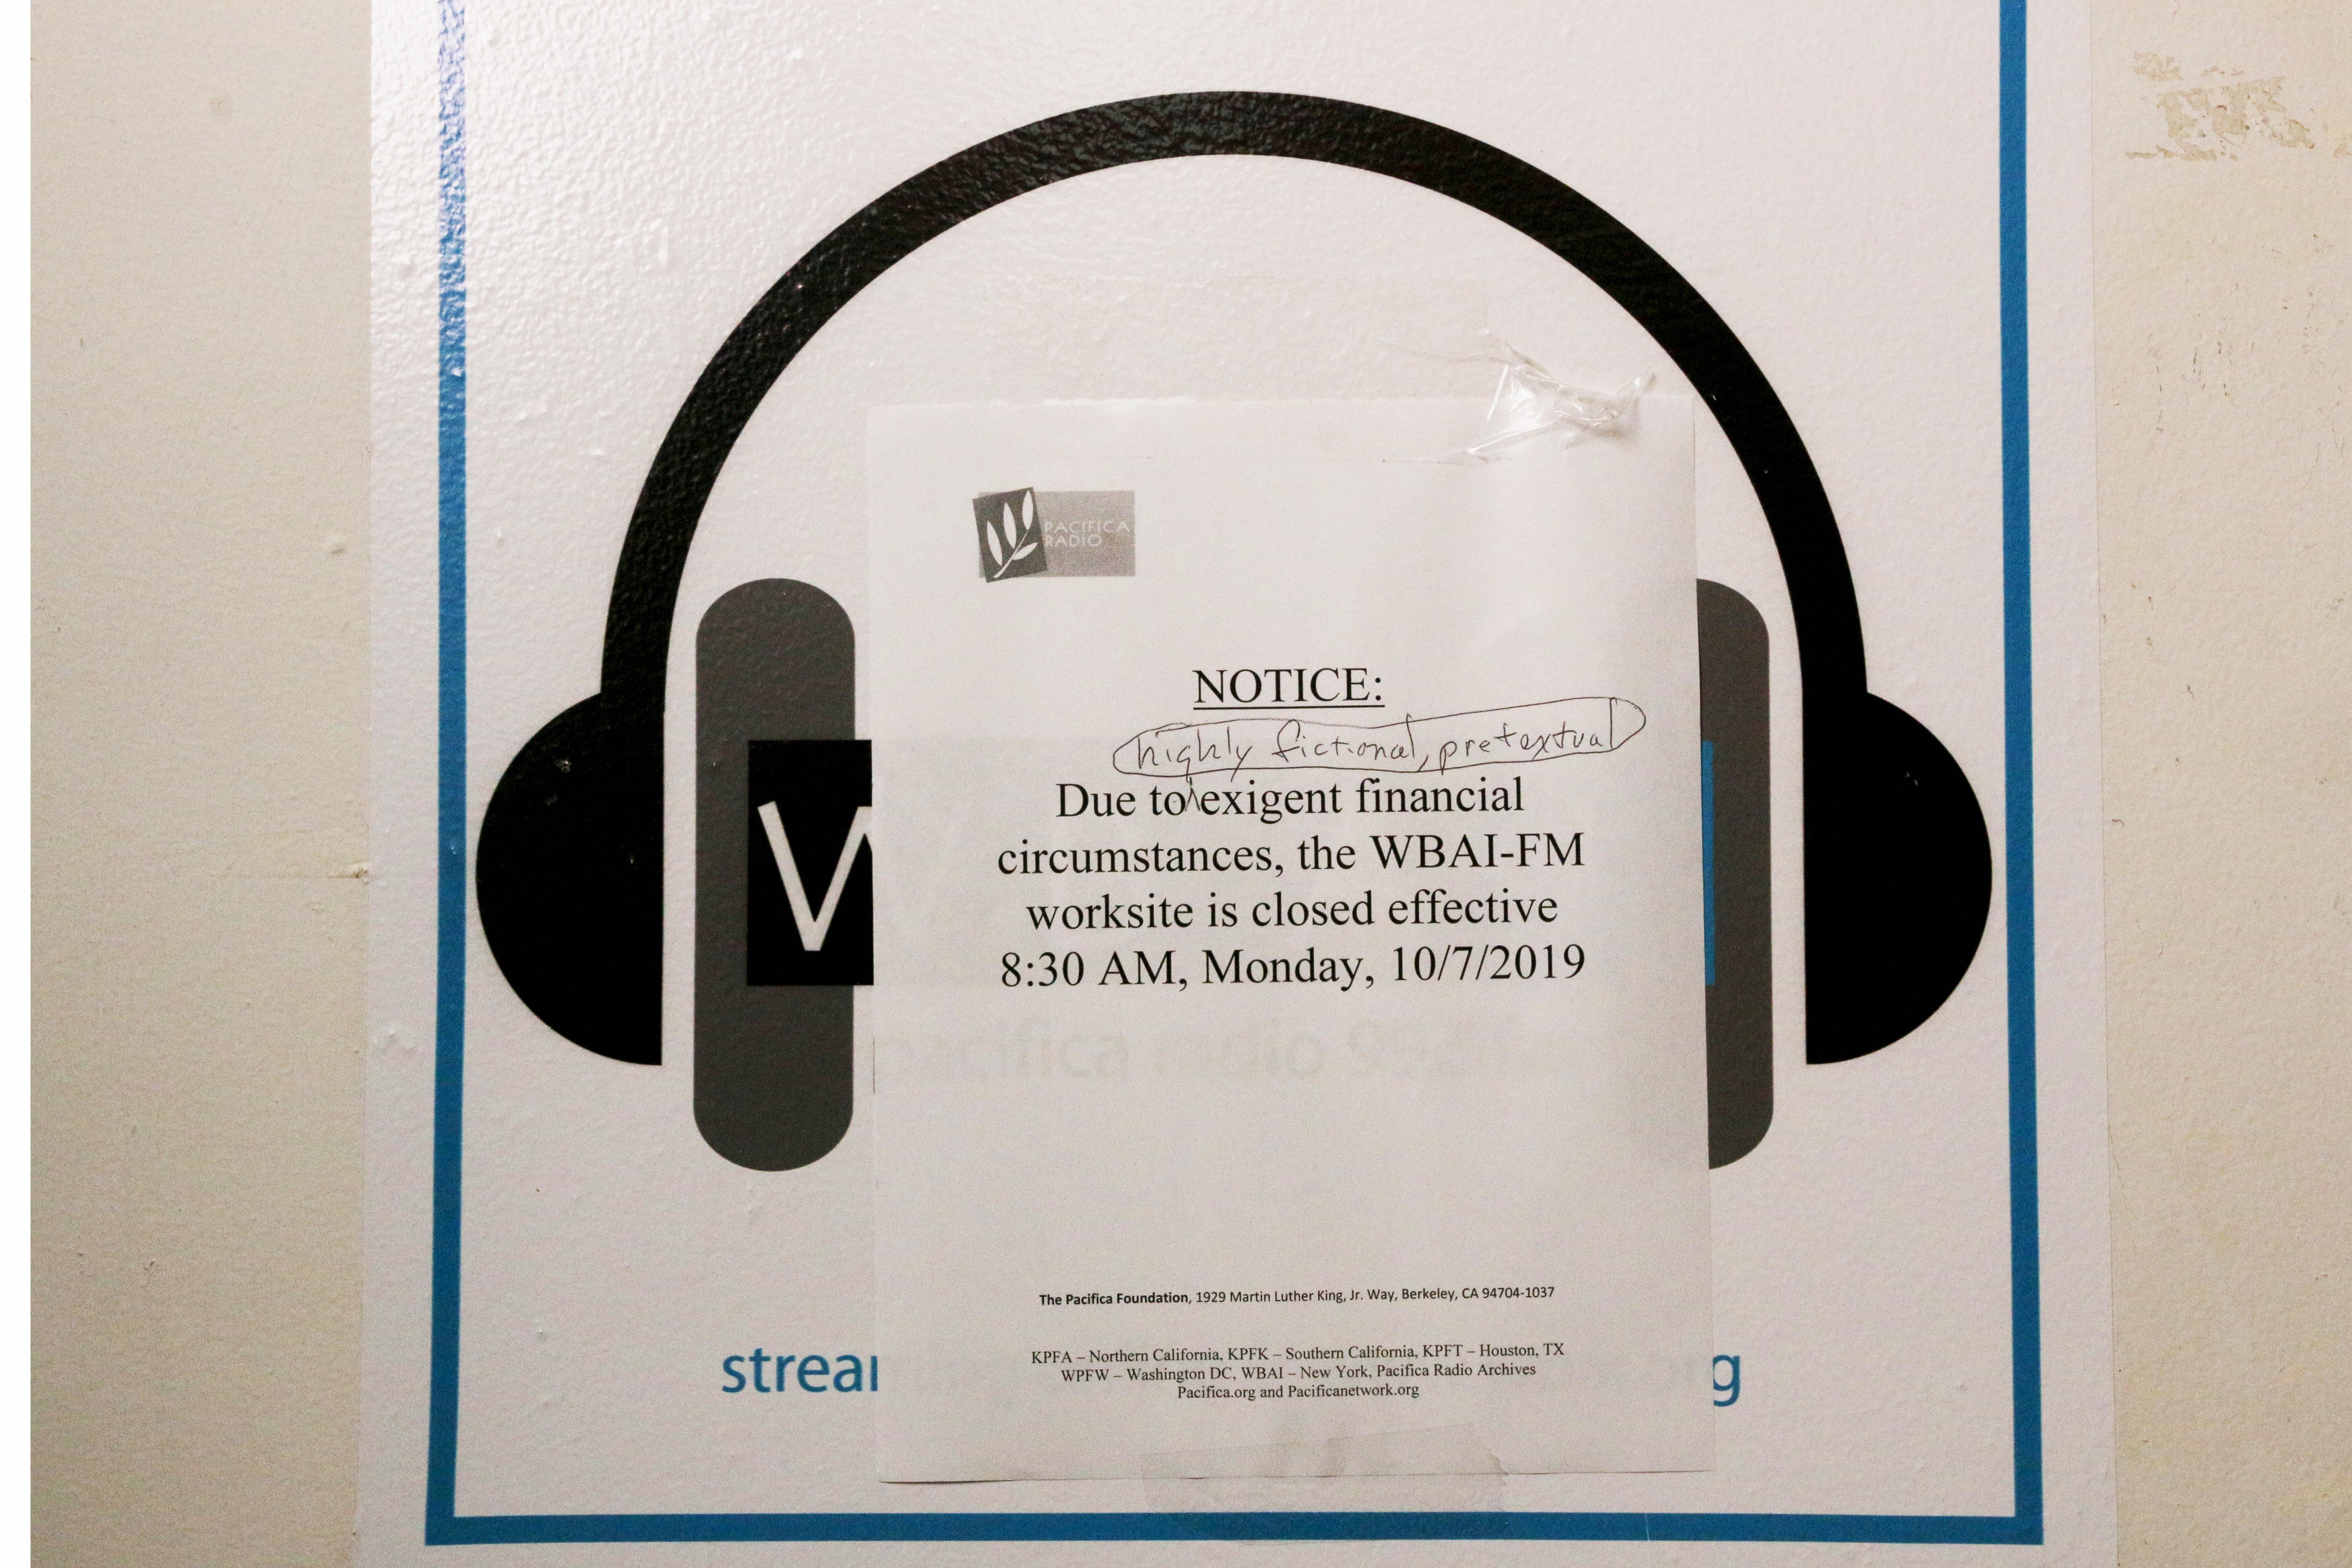 PACIFICA
RADIO
NOTICE:
highly fictional, pretextual
Due to exigent financial
circumstances, the WBAI-FM
worksite is closed effective
8:30 AM, Monday, 10/7/2019
pacifica radio
The Pacifica Foundation, 1929 Martin Luther King, Jr. Way, Berkeley, CA 94704-1037
KPFA – Northern California, KPFK – Southern California, KPFT – Houston, TX
WPFW – Washington DC, WBAI – New York, Pacifica Radio Archives
Pacifica.org and Pacificanetwork.org